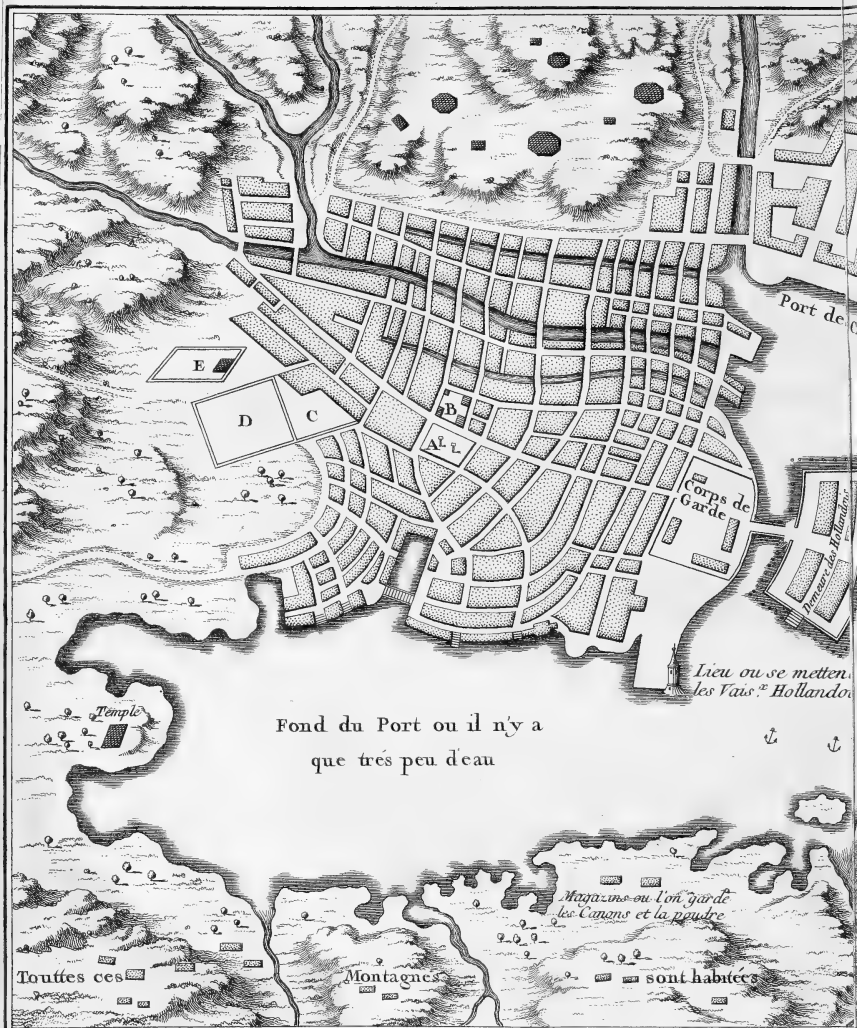 Port de
E
D
C
B
A
Corps de
Garde
Demeure des Hollandois
Lieu ou se metten
les Vais.x Hollando
Temple
Fond du Port ou il n'y a
que trés peu d'eau
Magazins ou l'on garde
les Canons et la poudre
Touttes ces Montagnes sont habitées